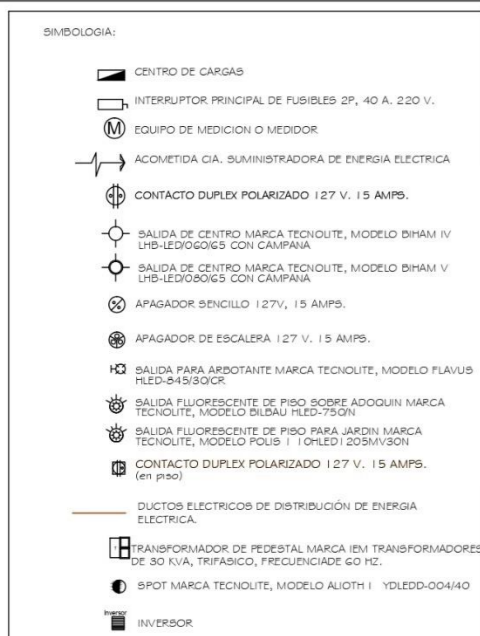 SIMBOLOGIA:
CENTRO DE CARGAS
INTERRUPTOR PRINCIPAL DE FUSIBLES 2P, 40 A. 220 V.
M EQUIPO DE MEDICION O MEDIDOR
ACOMETIDA CIA. SUMINISTRADORA DE ENERGIA ELECTRICA
CONTACTO DUPLEX POLARIZADO 127 V. 15 AMPS.
SALIDA DE CENTRO MARCA TECNOLITE, MODELO BIHAM IV
LHB-LED/060/65 CON CAMPANA
SALIDA DE CENTRO MARCA TECNOLITE, MODELO BIHAM V
LHB-LED/080/65 CON CAMPANA
APAGADOR SENCILLO 127V, 15 AMPS.
APAGADOR DE ESCALERA 127 V. 15 AMPS.
SALIDA PARA ARBOTANTE MARCA TECNOLITE, MODELO FLAVUS
HLED-845/30/CR
SALIDA FLUORESCENTE DE PISO SOBRE ADOQUIN MARCA
TECNOLITE, MODELO BILBAU HLED-750/N
SALIDA FLUORESCENTE DE PISO PARA JARDIN MARCA
TECNOLITE, MODELO POLIS I 10HLED1205MV30N
CONTACTO DUPLEX POLARIZADO 127 V. 15 AMPS.
(en piso)
DUCTOS ELECTRICOS DE DISTRIBUCIÓN DE ENERGIA
ELECTRICA.
TRANSFORMADOR DE PEDESTAL MARCA IEM TRANSFORMADORES
DE 30 KVA, TRIFASICO, FRECUENCIADE 60 HZ.
SPOT MARCA TECNOLITE, MODELO ALIOTH I YDLEDD-004/40
Inversor
INVERSOR